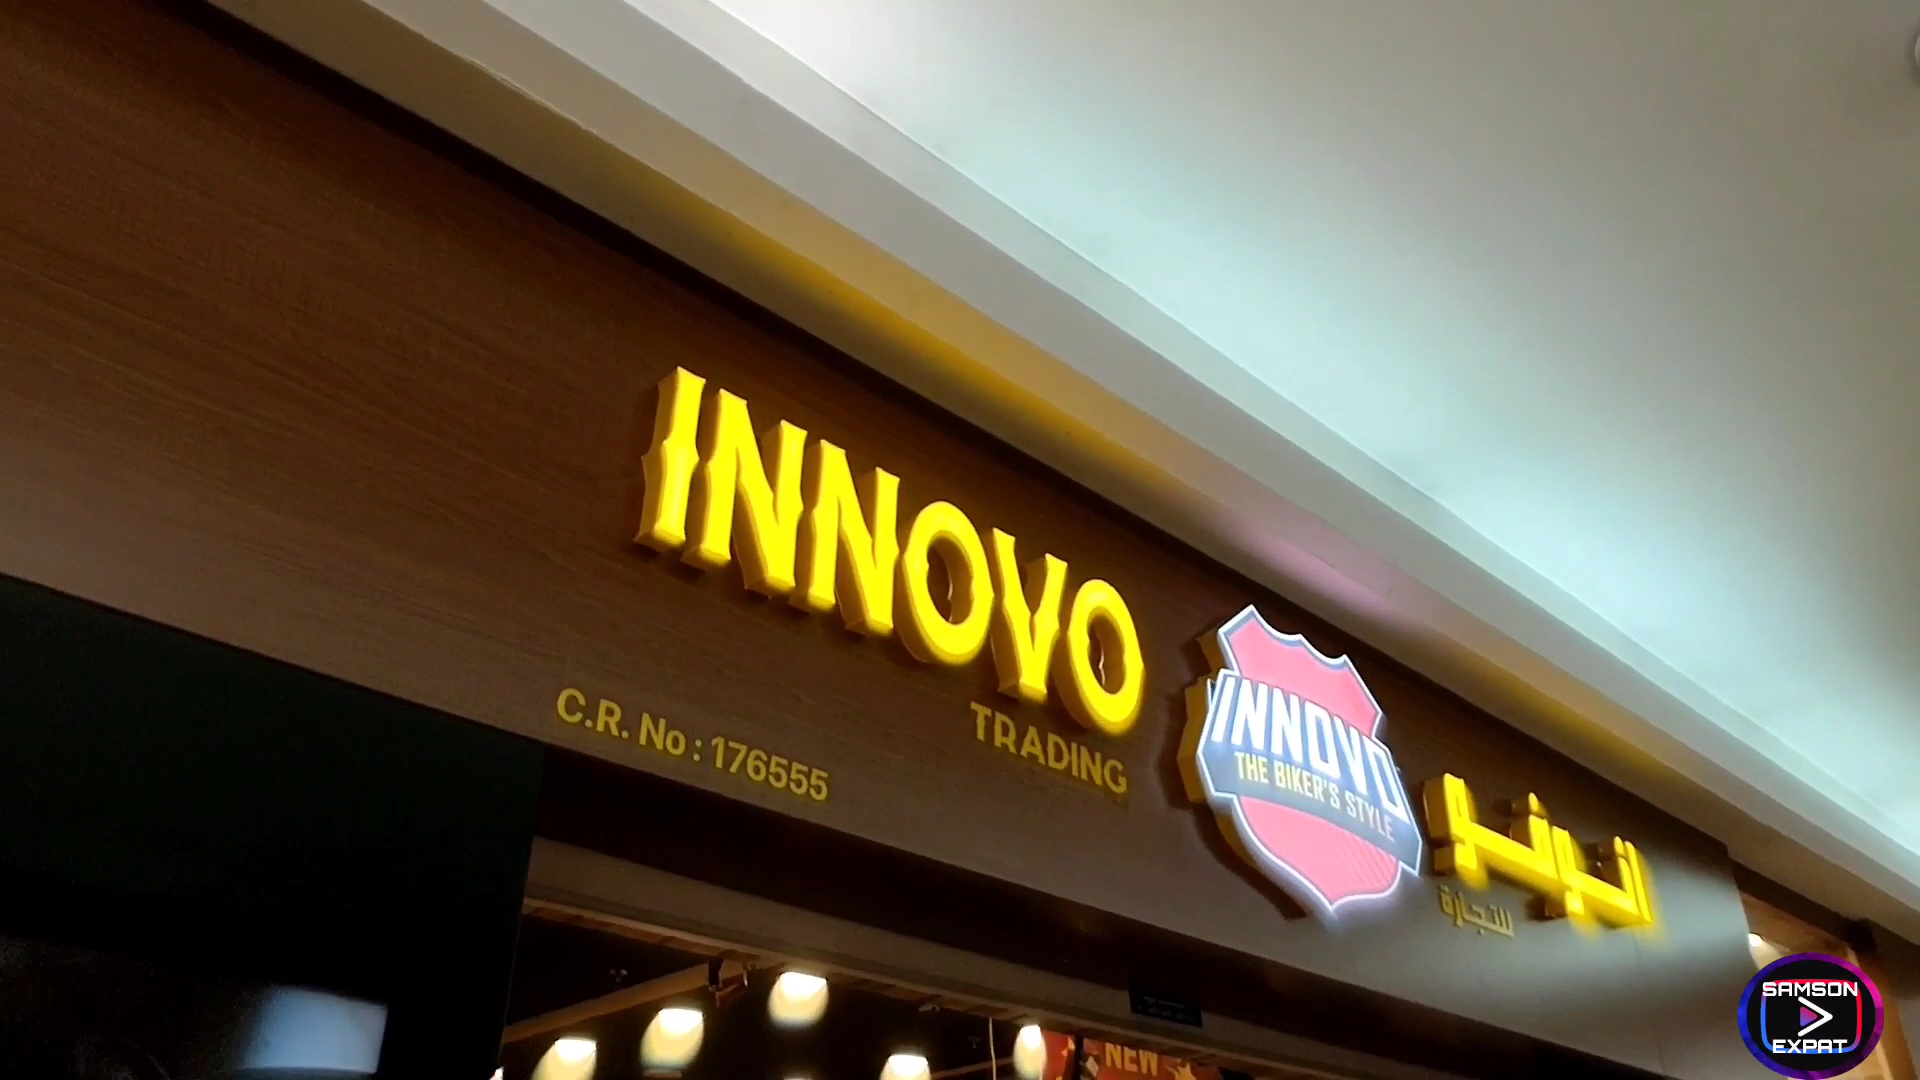 INNOVO
TRADING
C.R. No : 176555
INNOVO
THE BIKER'S STYLE
انوفو
للتجارة
NEW
SAMSON
EXPAT